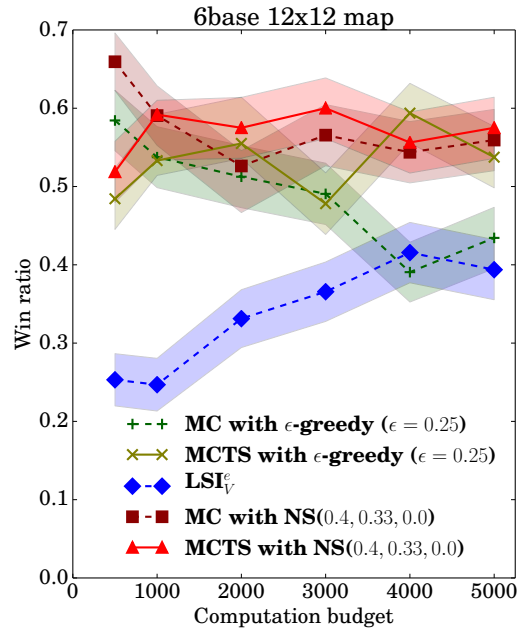 6base 12x12 map
0.7
0.6
0.5
0.4
0.3
0.2
0.1
0.0
Win ratio
MC with ϵ-greedy (ϵ = 0.25)
MCTS with ϵ-greedy (ϵ = 0.25)
LSI_V^e
MC with NS(0.4, 0.33, 0.0)
MCTS with NS(0.4, 0.33, 0.0)
0 1000 2000 3000 4000 5000
Computation budget